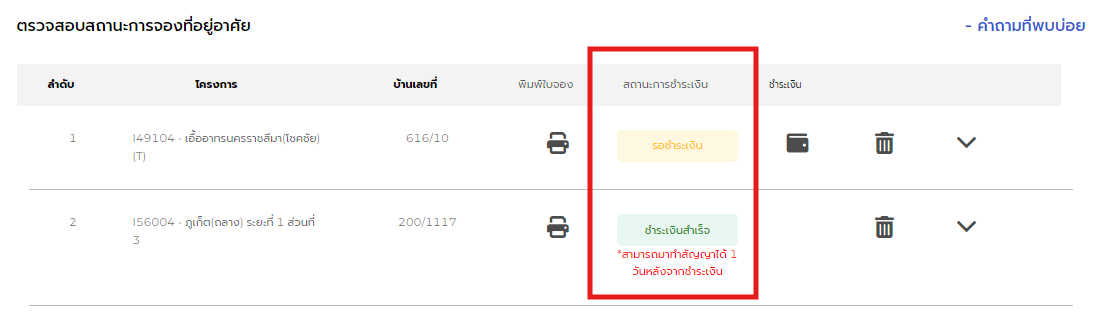 ตรวจสอบสถานะการจองที่อยู่อาศัย
- คำถามที่พบบ่อย
ลำดับ โครงการ บ้านเลขที่ พิมพ์ใบจอง สถานะการชำระเงิน ชำระเงิน
1 I49104 - เอื้ออาทรนครราชสีมา(โชคชัย) 616/10 รอชำระเงิน
(T)
2 I56004 - ภูเก็ต(ถลาง) ระยะที่ 1 ส่วนที่ 200/1117 ชำระเงินสำเร็จ
3
*สามารถมาทำสัญญาได้ 1
วันหลังจากชำระเงิน